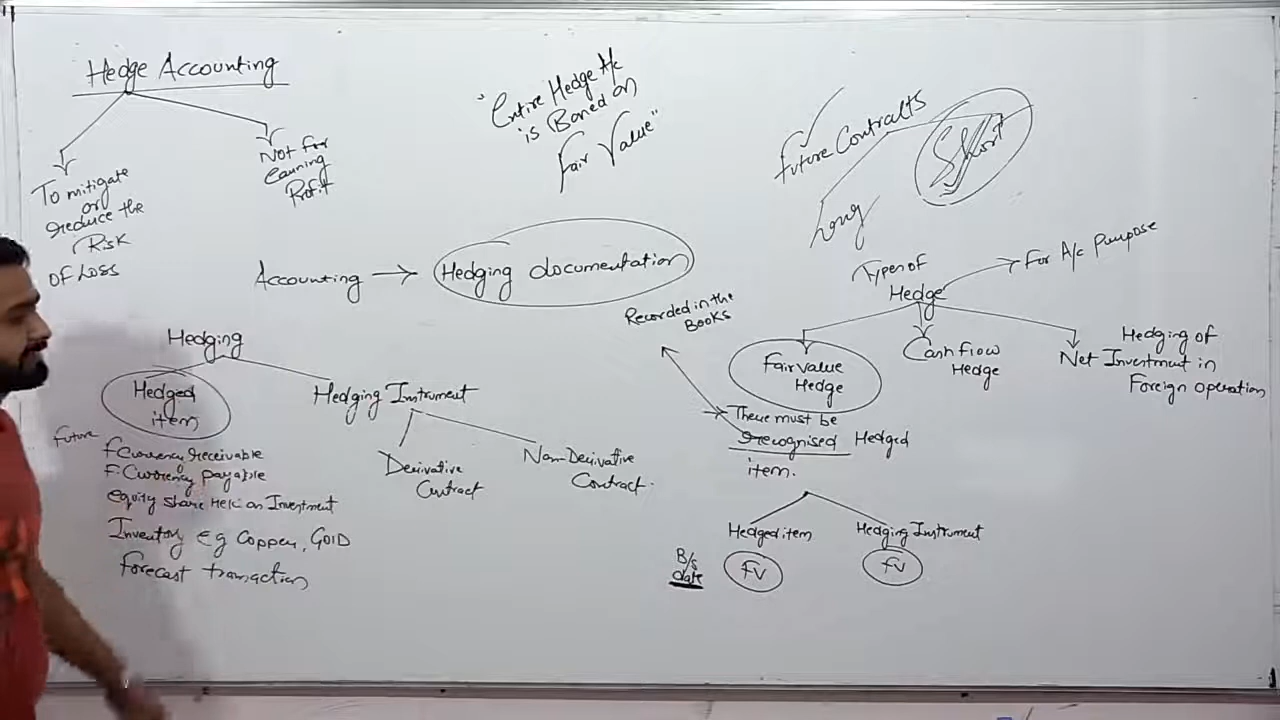 Hedge Accounting
To mitigate
or
reduce the
Risk
OF Loss
Not for
Earning
Profit
"Entire Hedge A/c
is Based on
Fair Value"
Future Contracts
Long
Short
Accounting → Hedging documentation
Hedging
Hedged
item
Future
F Currency receivable
F. Currency payable
equity share Held on Investment
Inventory eg Copper, GOlD
Forecast transaction
Hedging Instrument
Derivative
Contract
Non-Derivative
Contract.
Types of
Hedge
For A/c Purpose
Recorded in the
Books
Fair value
Hedge
Cash flow
Hedge
Hedging of
Net Investment in
Foreign operation
There must be
recognised Hedged
item.
Hedged item
Hedging Instrument
B/s
date
FV
FV